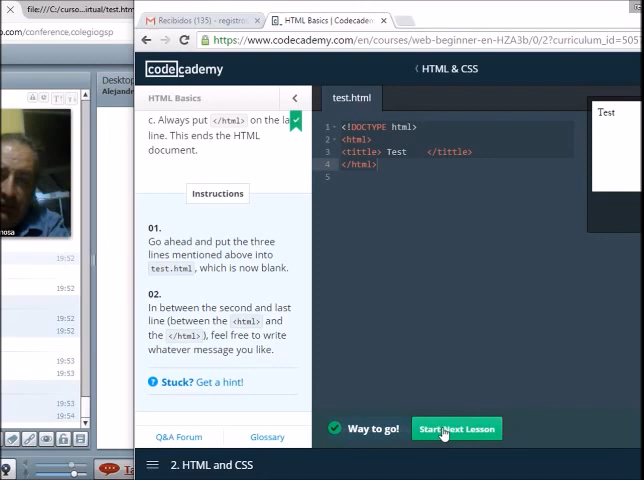 file:///C:/curso...irtual/test.htm
Recibidos (135) - registro
HTML Basics | Codecademy
.com/conference.colegiogsp
https://www.codecademy.com/en/courses/web-beginner-en-HZA3b/0/2?curriculum_id=505
codecademy
HTML & CSS
Desktop
Alejandr
HTML Basics
test.html
c. Always put </html> on the la
line. This ends the HTML
document.
1 <!DOCTYPE html>
2 <html>
3 <tittle> Test </tittle>
4 </html>
5
Test
Instructions
01.
Go ahead and put the three
lines mentioned above into
test.html, which is now blank.
02.
In between the second and last
line (between the <html> and
the </html>), feel free to write
whatever message you like.
Stuck? Get a hint!
nosa
19:52
19:52
19:52
19:52
19:53
19:53
19:53
19:54
Way to go!
Start Next Lesson
Q&A Forum
Glossary
Ta
2. HTML and CSS